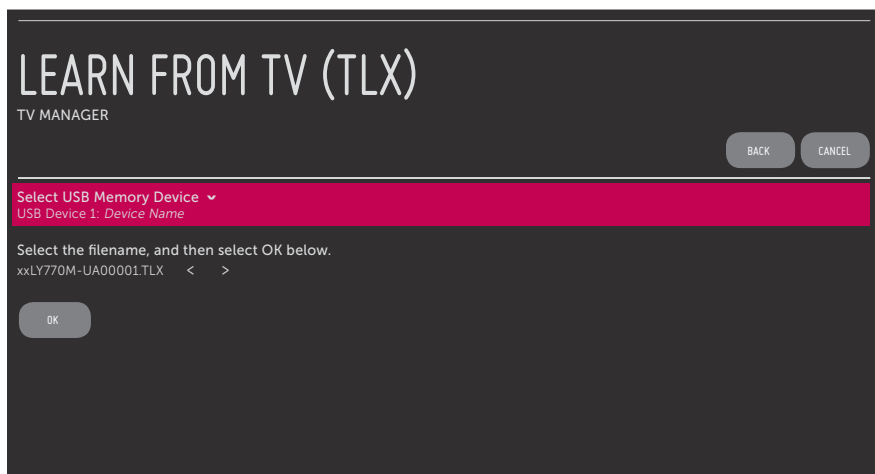 LEARN FROM TV (TLX)
TV MANAGER
BACK CANCEL
Select USB Memory Device
USB Device 1: Device Name
Select the filename, and then select OK below.
xxLY770M-UA00001.TLX < >
OK